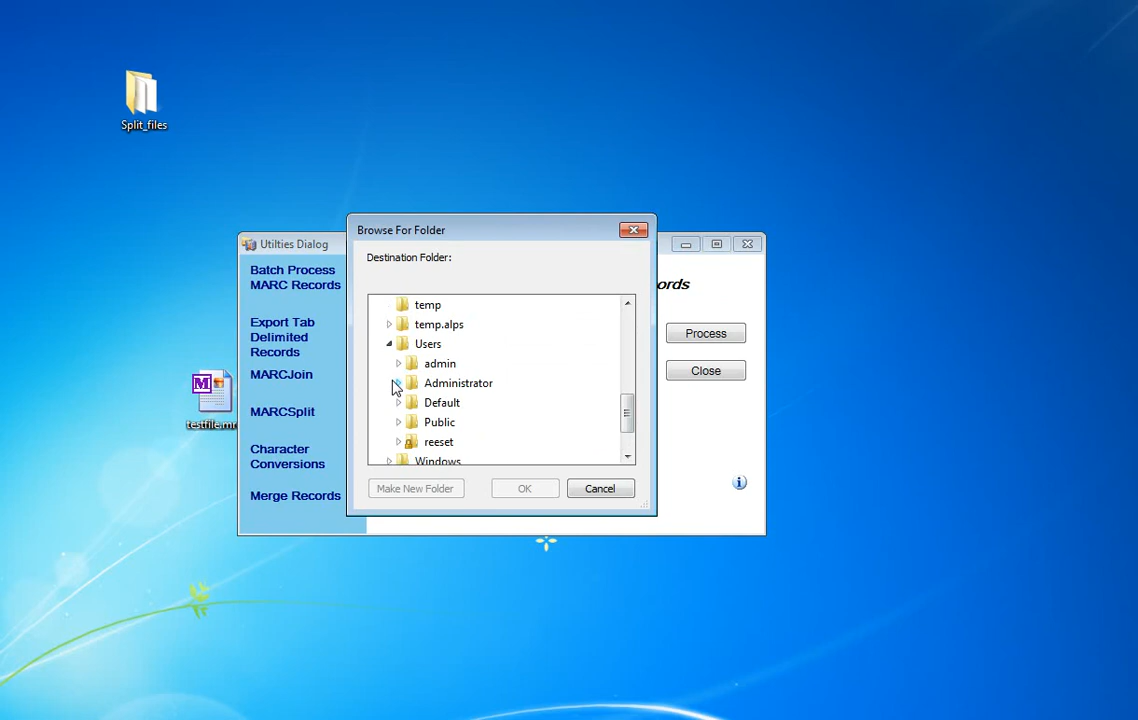 Split_files
testfile.mr
Utilties Dialog
Batch Process
MARC Records
Export Tab
Delimited
Records
MARCJoin
MARCSplit
Character
Conversions
Merge Records
Browse For Folder
Destination Folder:
temp
temp.alps
Users
admin
Administrator
Default
Public
reeset
Windows
Make New Folder
OK
Cancel
ords
Process
Close